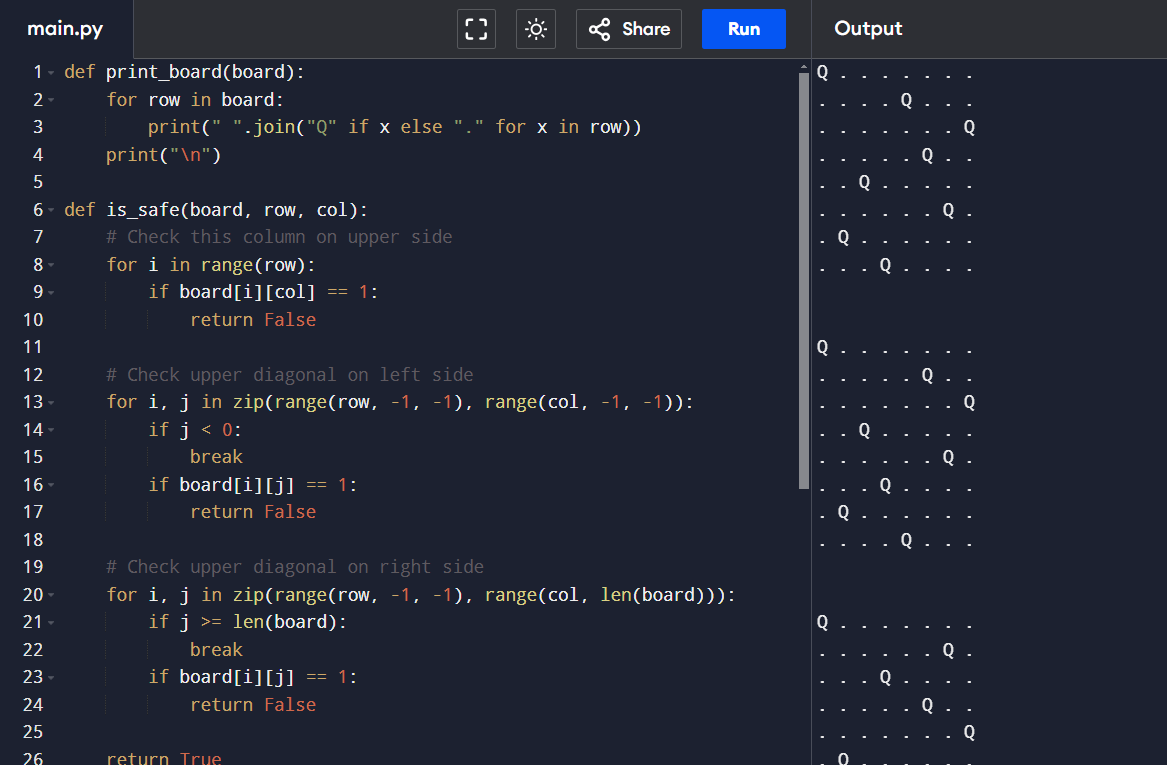 main.py
Share
Run
Output
1 def print_board(board):
2     for row in board:
3         print(" ".join("Q" if x else "." for x in row))
4     print("\n")
5
6 def is_safe(board, row, col):
7     # Check this column on upper side
8     for i in range(row):
9         if board[i][col] == 1:
10             return False
11
12     # Check upper diagonal on left side
13     for i, j in zip(range(row, -1, -1), range(col, -1, -1)):
14         if j < 0:
15             break
16         if board[i][j] == 1:
17             return False
18
19     # Check upper diagonal on right side
20     for i, j in zip(range(row, -1, -1), range(col, len(board))):
21         if j >= len(board):
22             break
23         if board[i][j] == 1:
24             return False
25
26     return True
Q . . . . . . .
. . . . Q . . .
. . . . . . . Q
. . . . . Q . .
. . Q . . . . .
. . . . . . Q .
. Q . . . . . .
. . . Q . . . .
Q . . . . . . .
. . . . . Q . .
. . . . . . . Q
. . Q . . . . .
. . . . . . Q .
. . . Q . . . .
. Q . . . . . .
. . . . Q . . .
Q . . . . . . .
. . . . . . Q .
. . . Q . . . .
. . . . . Q . .
. . . . . . . Q
. Q . . . . . .